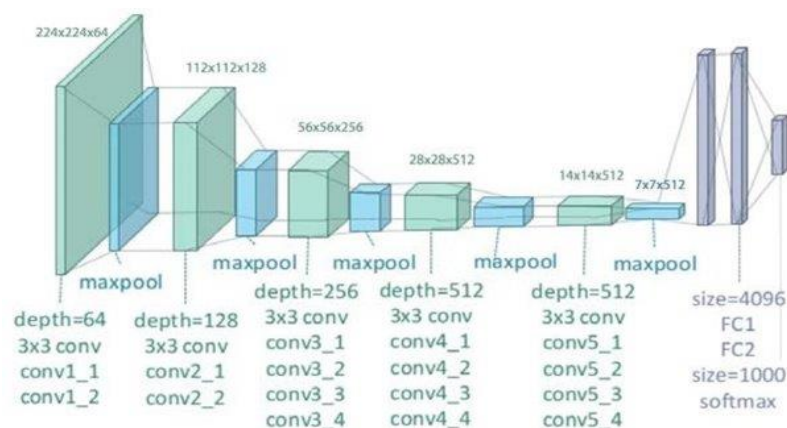 224x224x64
112x112x128
56x56x256
28x28x512
14x14x512
7x7x512
maxpool
maxpool
maxpool
maxpool
maxpool
depth=64
3x3 conv
conv1_1
conv1_2
depth=128
3x3 conv
conv2_1
conv2_2
depth=256
3x3 conv
conv3_1
conv3_2
conv3_3
conv3_4
depth=512
3x3 conv
conv4_1
conv4_2
conv4_3
conv4_4
depth=512
3x3 conv
conv5_1
conv5_2
conv5_3
conv5_4
size=4096
FC1
FC2
size=1000
softmax